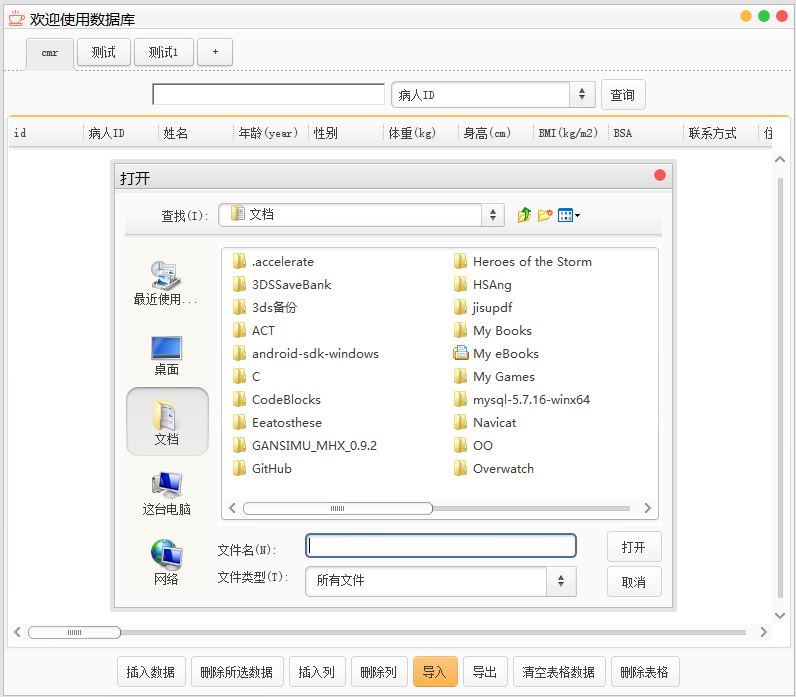 欢迎使用数据库
cmr 测试 测试1 +
病人ID 查询
id 病人ID 姓名 年龄(year) 性别 体重(kg) 身高(cm) BMI(kg/m2) BSA 联系方式 住
打开
查找(I): 文档
.accelerate Heroes of the Storm
3DSSaveBank HSAng
3ds备份 jisupdf
ACT My Books
android-sdk-windows My eBooks
C My Games
CodeBlocks mysql-5.7.16-winx64
Eeatosthese Navicat
GANSIMU_MHX_0.9.2 OO
GitHub Overwatch
最近使用...
桌面
文档
这台电脑
网络
文件名(N): 打开
文件类型(T): 所有文件 取消
插入数据 删除所选数据 插入列 删除列 导入 导出 清空表格数据 删除表格